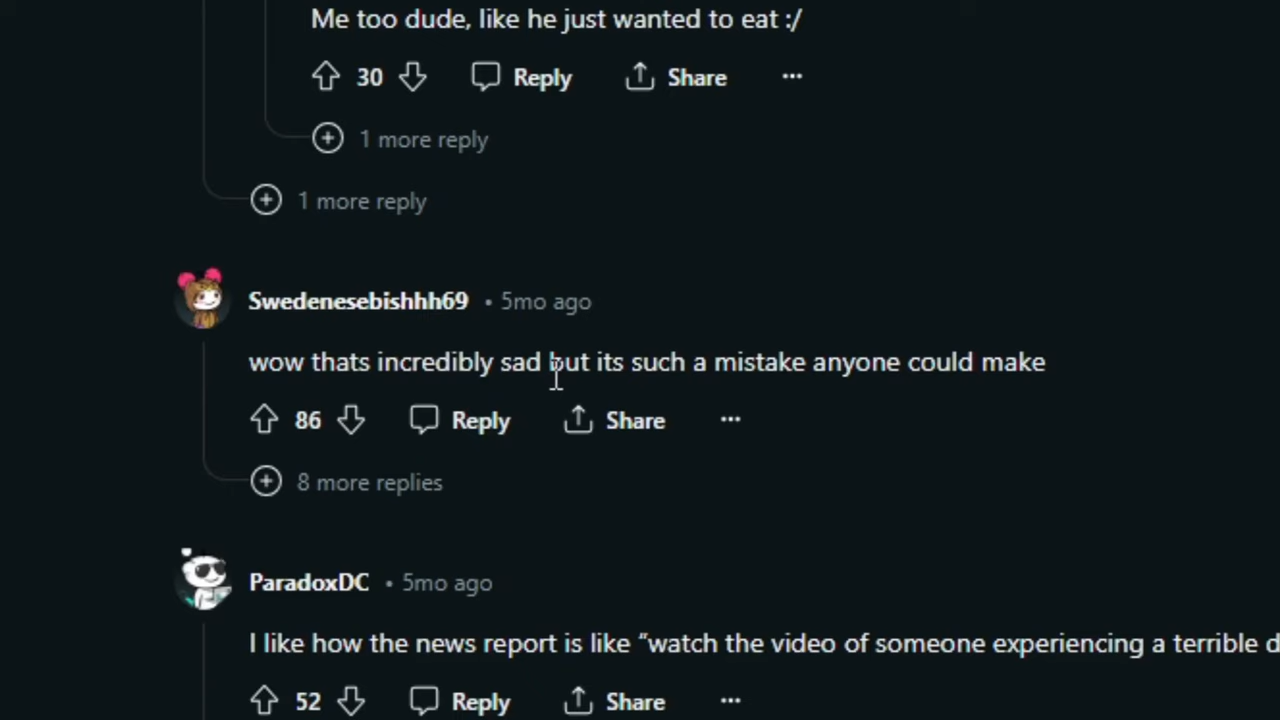 Me too dude, like he just wanted to eat :/
30 Reply Share ...
1 more reply
1 more reply
Swedenesebishhh69 • 5mo ago
wow thats incredibly sad but its such a mistake anyone could make
86 Reply Share ...
8 more replies
ParadoxDC • 5mo ago
I like how the news report is like “watch the video of someone experiencing a terrible d
52 Reply Share ...